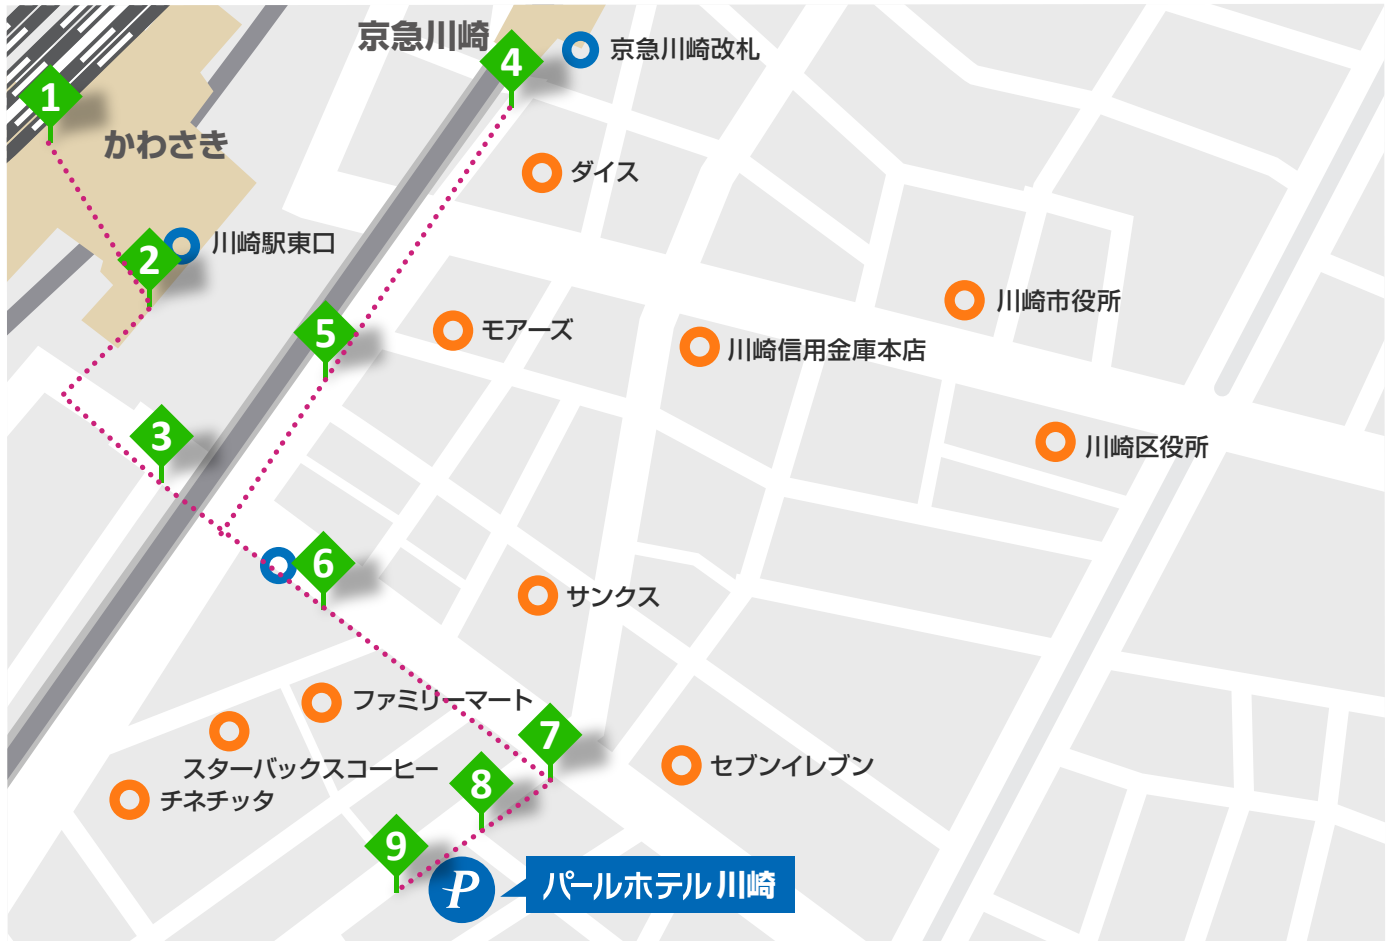 京急川崎
4
京急川崎改札
1
かわさき
ダイス
2
川崎駅東口
5
モアーズ
川崎市役所
川崎信用金庫本店
3
川崎区役所
6
サンクス
ファミリーマート
スターバックスコーヒー
チネチッタ
7
セブンイレブン
8
9
P
パールホテル川崎